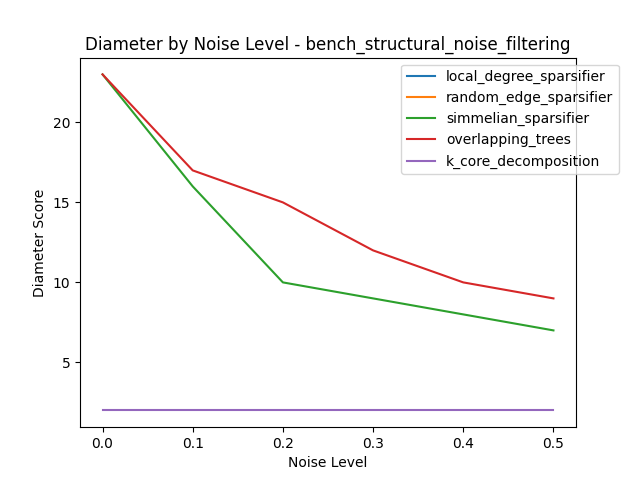 Diameter by Noise Level - bench_structural_noise_filtering
local_degree_sparsifier
random_edge_sparsifier
simmelian_sparsifier
overlapping_trees
k_core_decomposition
Diameter Score
20
15
10
5
0.0 0.1 0.2 0.3 0.4 0.5
Noise Level